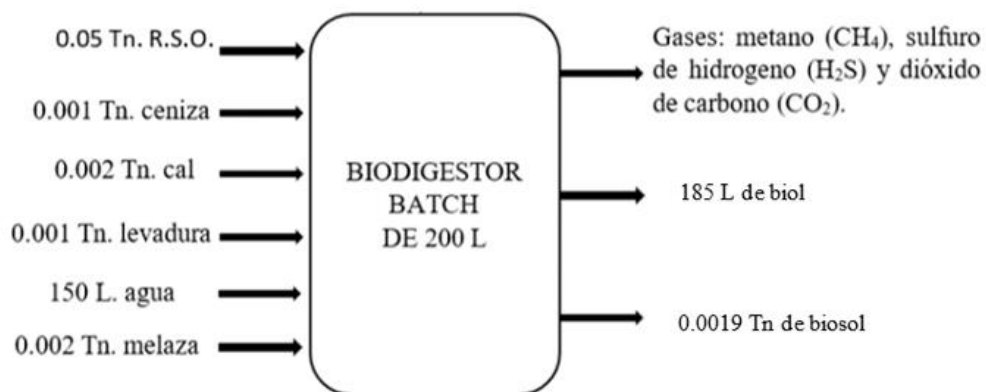 0.05 Tn. R.S.O.
0.001 Tn. ceniza
0.002 Tn. cal
0.001 Tn. levadura
150 L. agua
0.002 Tn. melaza
BIODIGESTOR
BATCH
DE 200 L
Gases: metano (CH₄), sulfuro
de hidrogeno (H₂S) y dióxido
de carbono (CO₂).
185 L de biol
0.0019 Tn de biosol